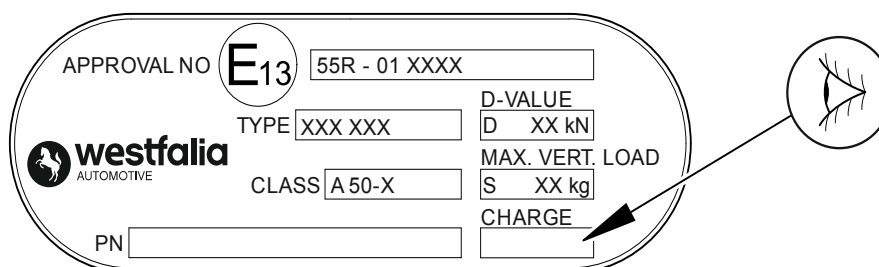 APPROVAL NO E13 55R - 01 XXXX
D-VALUE
TYPE XXX XXX D XX kN
westfalia
AUTOMOTIVE
MAX. VERT. LOAD
CLASS A 50-X S XX kg
CHARGE
PN